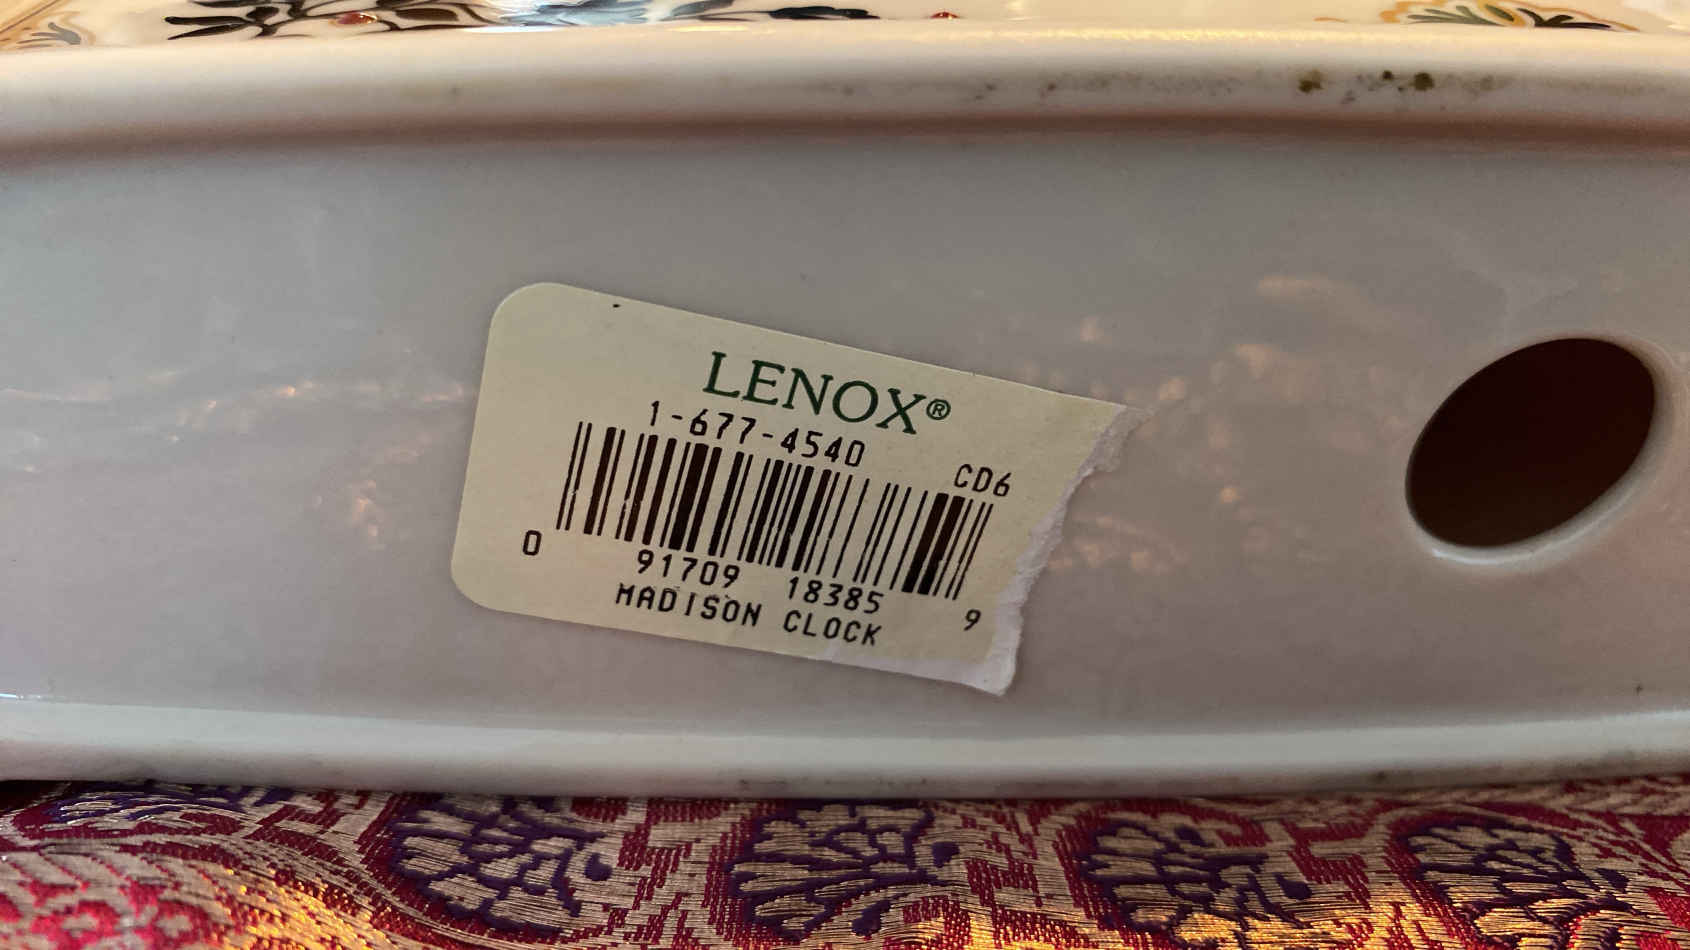 LENOX®
1-677-4540
CD6
0 91709 18385 9
MADISON CLOCK